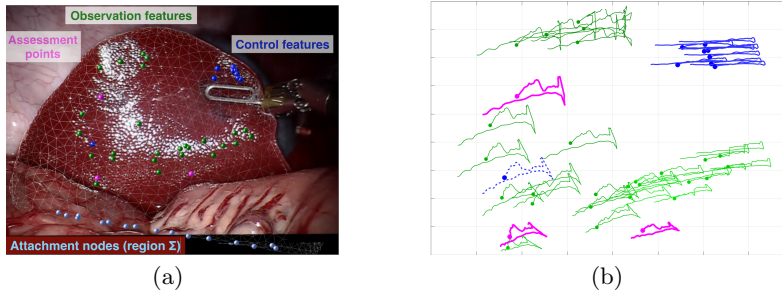 Observation features
Assessment
points
Control features
Attachment nodes (region Σ)
(a)
(b)